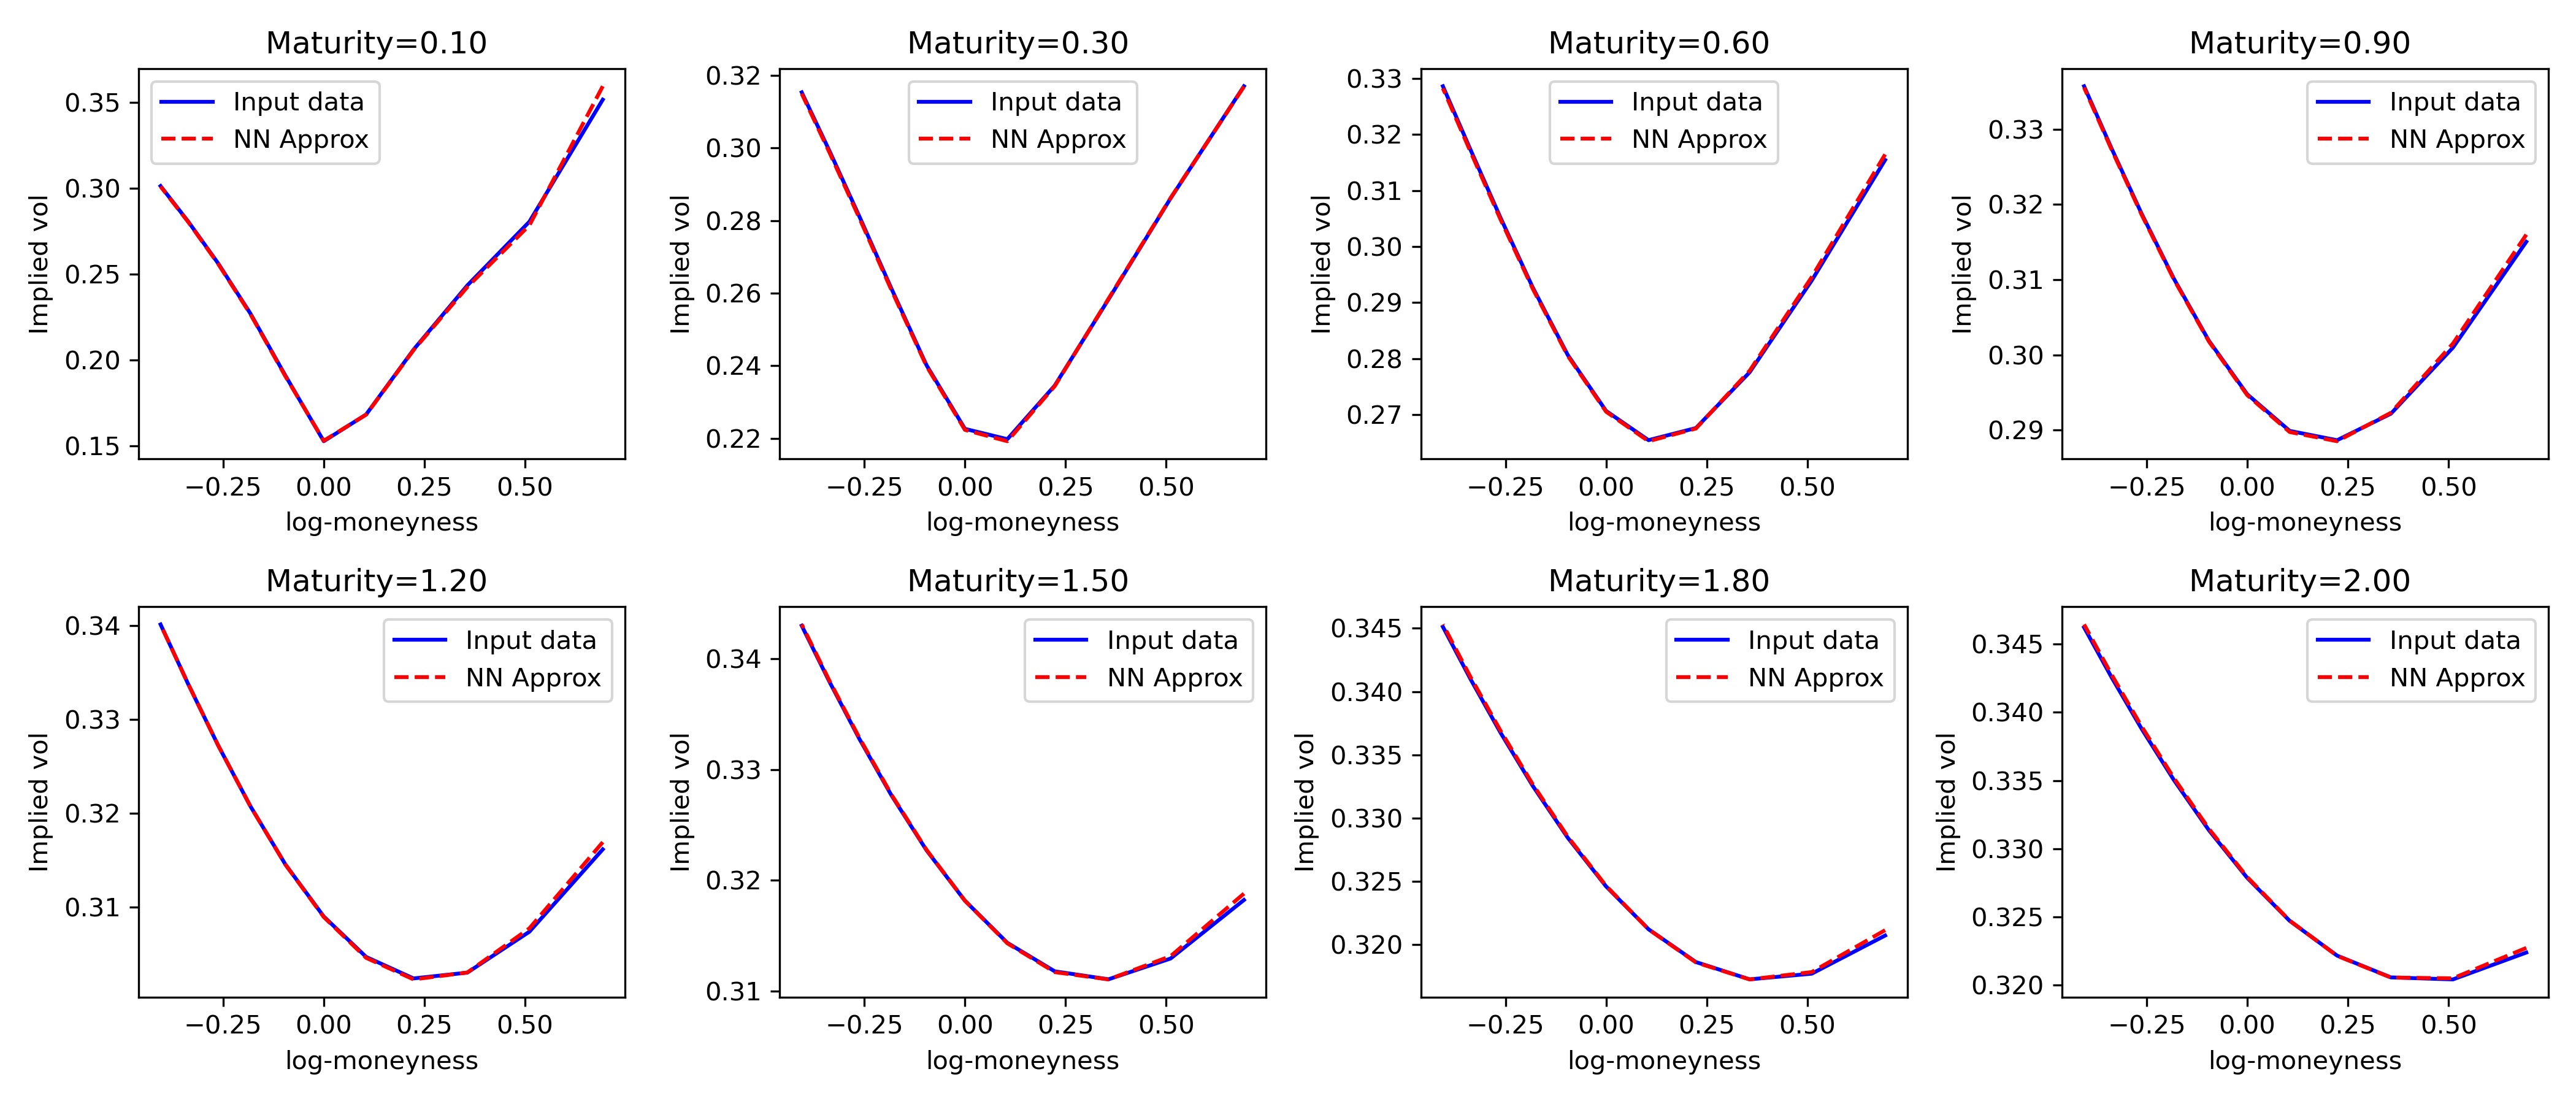 Maturity=0.10
Implied vol
0.35
0.30
0.25
0.20
0.15
Input data
NN Approx
−0.25 0.00 0.25 0.50
log-moneyness
Maturity=0.30
Implied vol
0.32
0.30
0.28
0.26
0.24
0.22
Input data
NN Approx
−0.25 0.00 0.25 0.50
log-moneyness
Maturity=0.60
Implied vol
0.33
0.32
0.31
0.30
0.29
0.28
0.27
Input data
NN Approx
−0.25 0.00 0.25 0.50
log-moneyness
Maturity=0.90
Implied vol
0.33
0.32
0.31
0.30
0.29
Input data
NN Approx
−0.25 0.00 0.25 0.50
log-moneyness
Maturity=1.20
Implied vol
0.34
0.33
0.32
0.31
Input data
NN Approx
−0.25 0.00 0.25 0.50
log-moneyness
Maturity=1.50
Implied vol
0.34
0.33
0.32
0.31
Input data
NN Approx
−0.25 0.00 0.25 0.50
log-moneyness
Maturity=1.80
Implied vol
0.345
0.340
0.335
0.330
0.325
0.320
Input data
NN Approx
−0.25 0.00 0.25 0.50
log-moneyness
Maturity=2.00
Implied vol
0.345
0.340
0.335
0.330
0.325
0.320
Input data
NN Approx
−0.25 0.00 0.25 0.50
log-moneyness